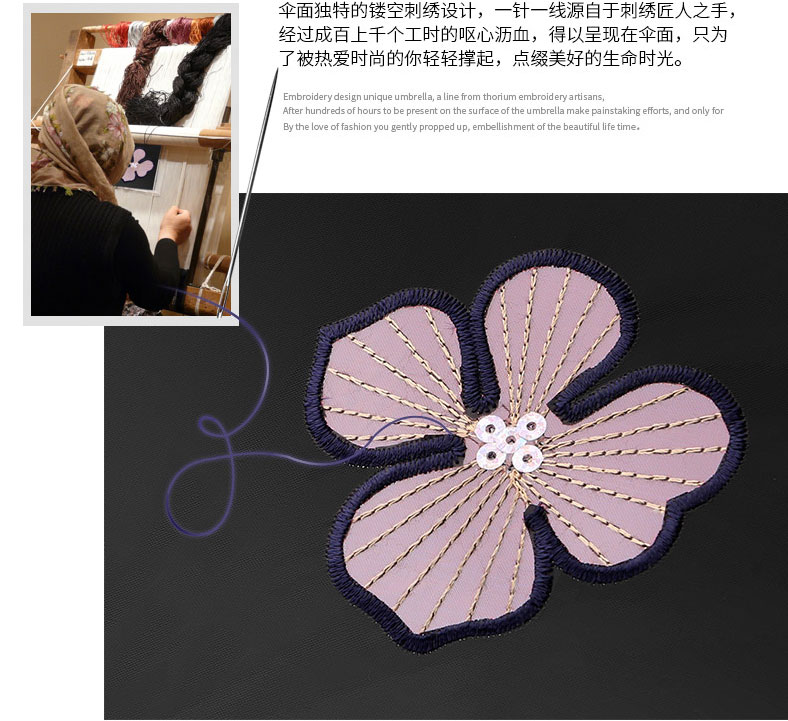 伞面独特的镂空刺绣设计，一针一线源自于刺绣匠人之手，
经过成百上千个工时的呕心沥血，得以呈现在伞面，只为
了被热爱时尚的你轻轻撑起，点缀美好的生命时光。
Embroidery design unique umbrella, a line from thorium embroidery artisans,
After hundreds of hours to be present on the surface of the umbrella make painstaking efforts, and only for
By the love of fashion you gently propped up, embellishment of the beautiful life time。